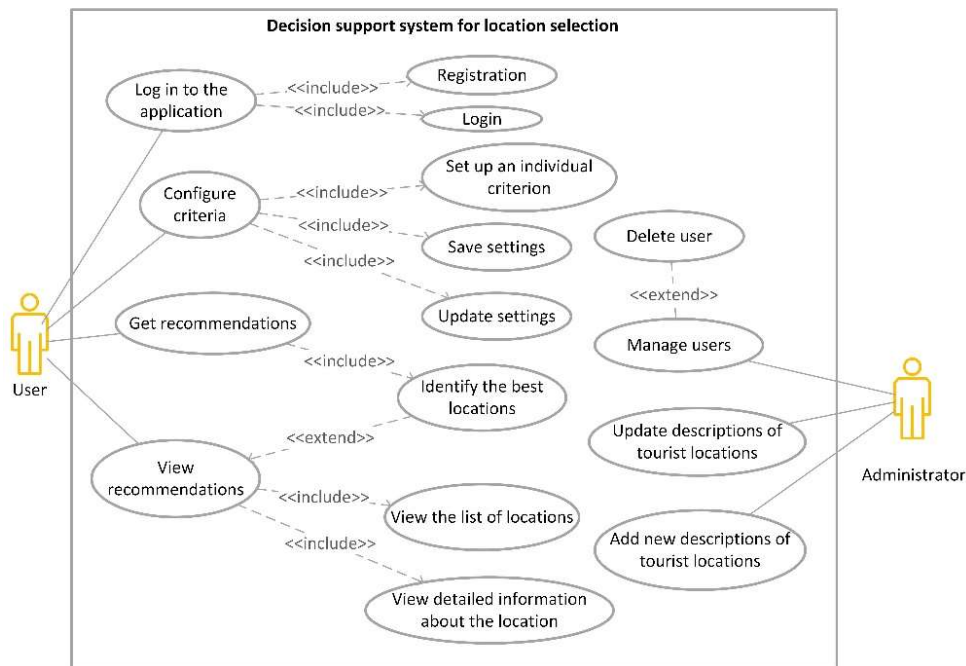 Decision support system for location selection
Log in to the
application
<<include>>
<<include>>
Registration
Login
Configure
criteria
<<include>>
<<include>>
<<include>>
Set up an individual
criterion
Save settings
Update settings
Delete user
<<extend>>
Manage users
Get recommendations
<<include>>
Identify the best
locations
<<extend>>
User
View
recommendations
<<include>>
<<include>>
View the list of locations
View detailed information
about the location
Update descriptions of
tourist locations
Add new descriptions of
tourist locations
Administrator